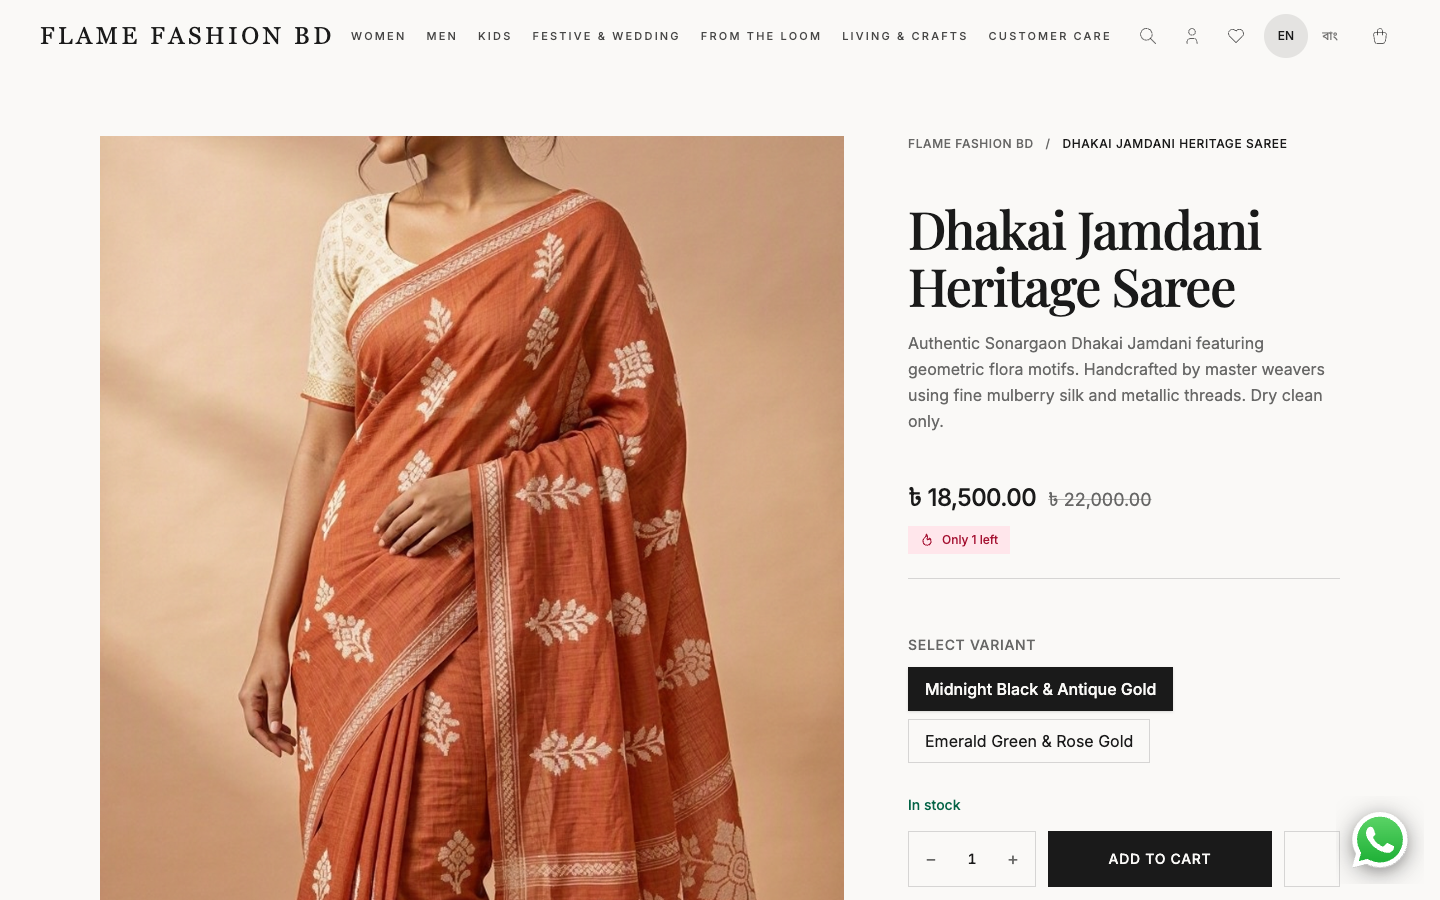 FLAME FASHION BD
WOMEN
MEN
KIDS
FESTIVE & WEDDING
FROM THE LOOM
LIVING & CRAFTS
CUSTOMER CARE
EN
বাং
FLAME FASHION BD / DHAKAI JAMDANI HERITAGE SAREE
Dhakai Jamdani
Heritage Saree
Authentic Sonargaon Dhakai Jamdani featuring
geometric flora motifs. Handcrafted by master weavers
using fine mulberry silk and metallic threads. Dry clean
only.
৳ 18,500.00 ৳ 22,000.00
Only 1 left
SELECT VARIANT
Midnight Black & Antique Gold
Emerald Green & Rose Gold
In stock
− 1 +
ADD TO CART